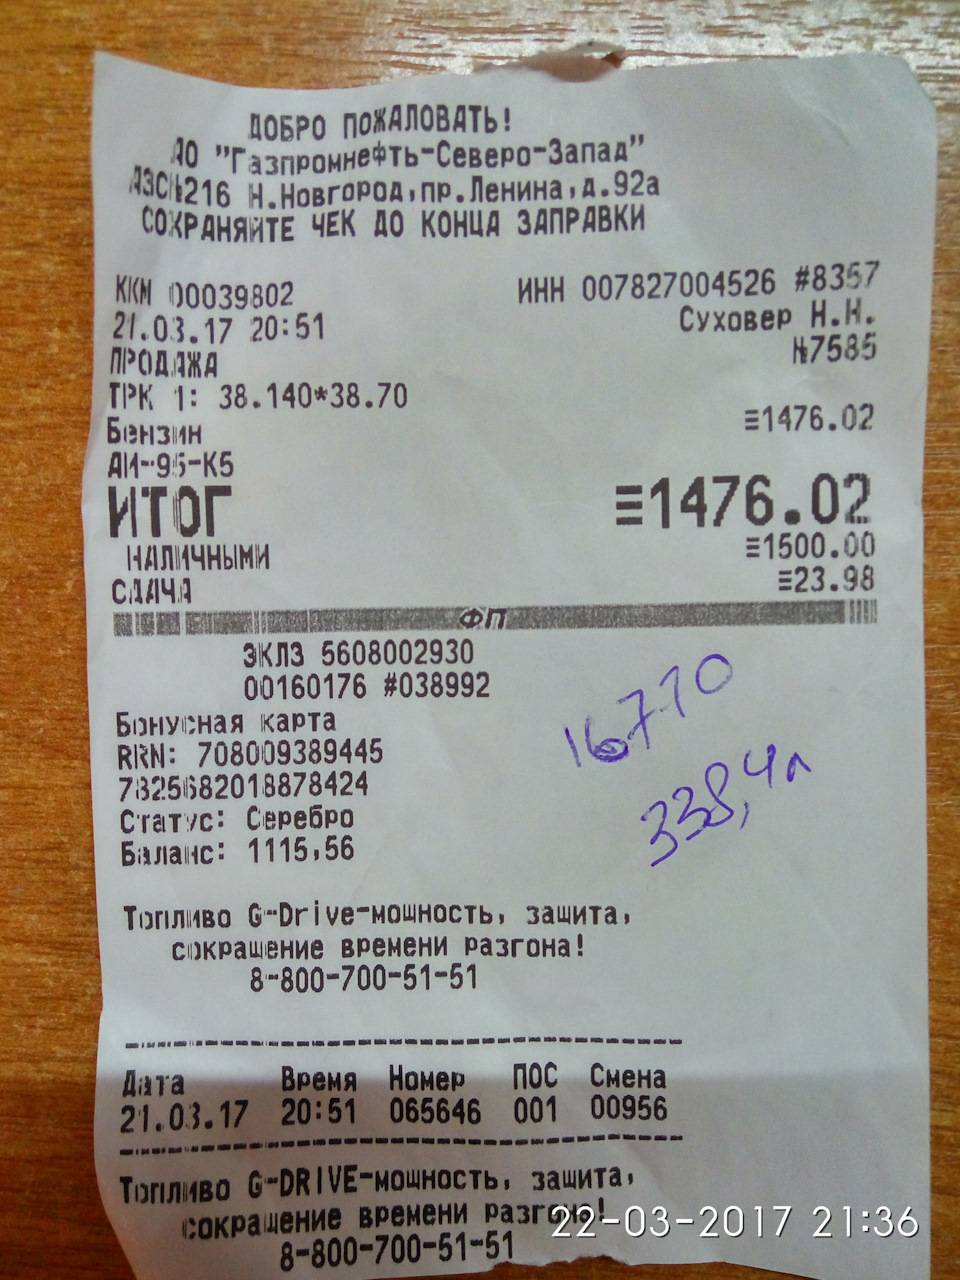 ДОБРО ПОЖАЛОВАТЬ!
АО "Газпромнефть-Северо-Запад"
АЗС№216 Н.Новгород,пр.Ленина,д.92а
СОХРАНЯЙТЕ ЧЕК ДО КОНЦА ЗАПРАВКИ
ККМ 00039802 ИНН 007827004526 #8357
21.03.17 20:51 Суховер Н.Н.
ПРОДАЖА №7585
ТРК 1: 38.140*38.70
Бензин ≡1476.02
АИ-95-К5
ИТОГ ≡1476.02
НАЛИЧНЫМИ ≡1500.00
СДАЧА ≡23.98
ФП
ЭКЛЗ 5608002930
00160176 #038992
16770
338,4л
Бонусная карта
RRN: 708009389445
7825682018878424
Статус: Серебро
Баланс: 1115,56
Топливо G-Drive-мощность, защита,
сокращение времени разгона!
8-800-700-51-51
Дата Время Номер ПОС Смена
21.03.17 20:51 065646 001 00956
Топливо G-DRIVE-мощность, защита,
сокращение времени разгона!
8-800-700-51-51
22-03-2017 21:36